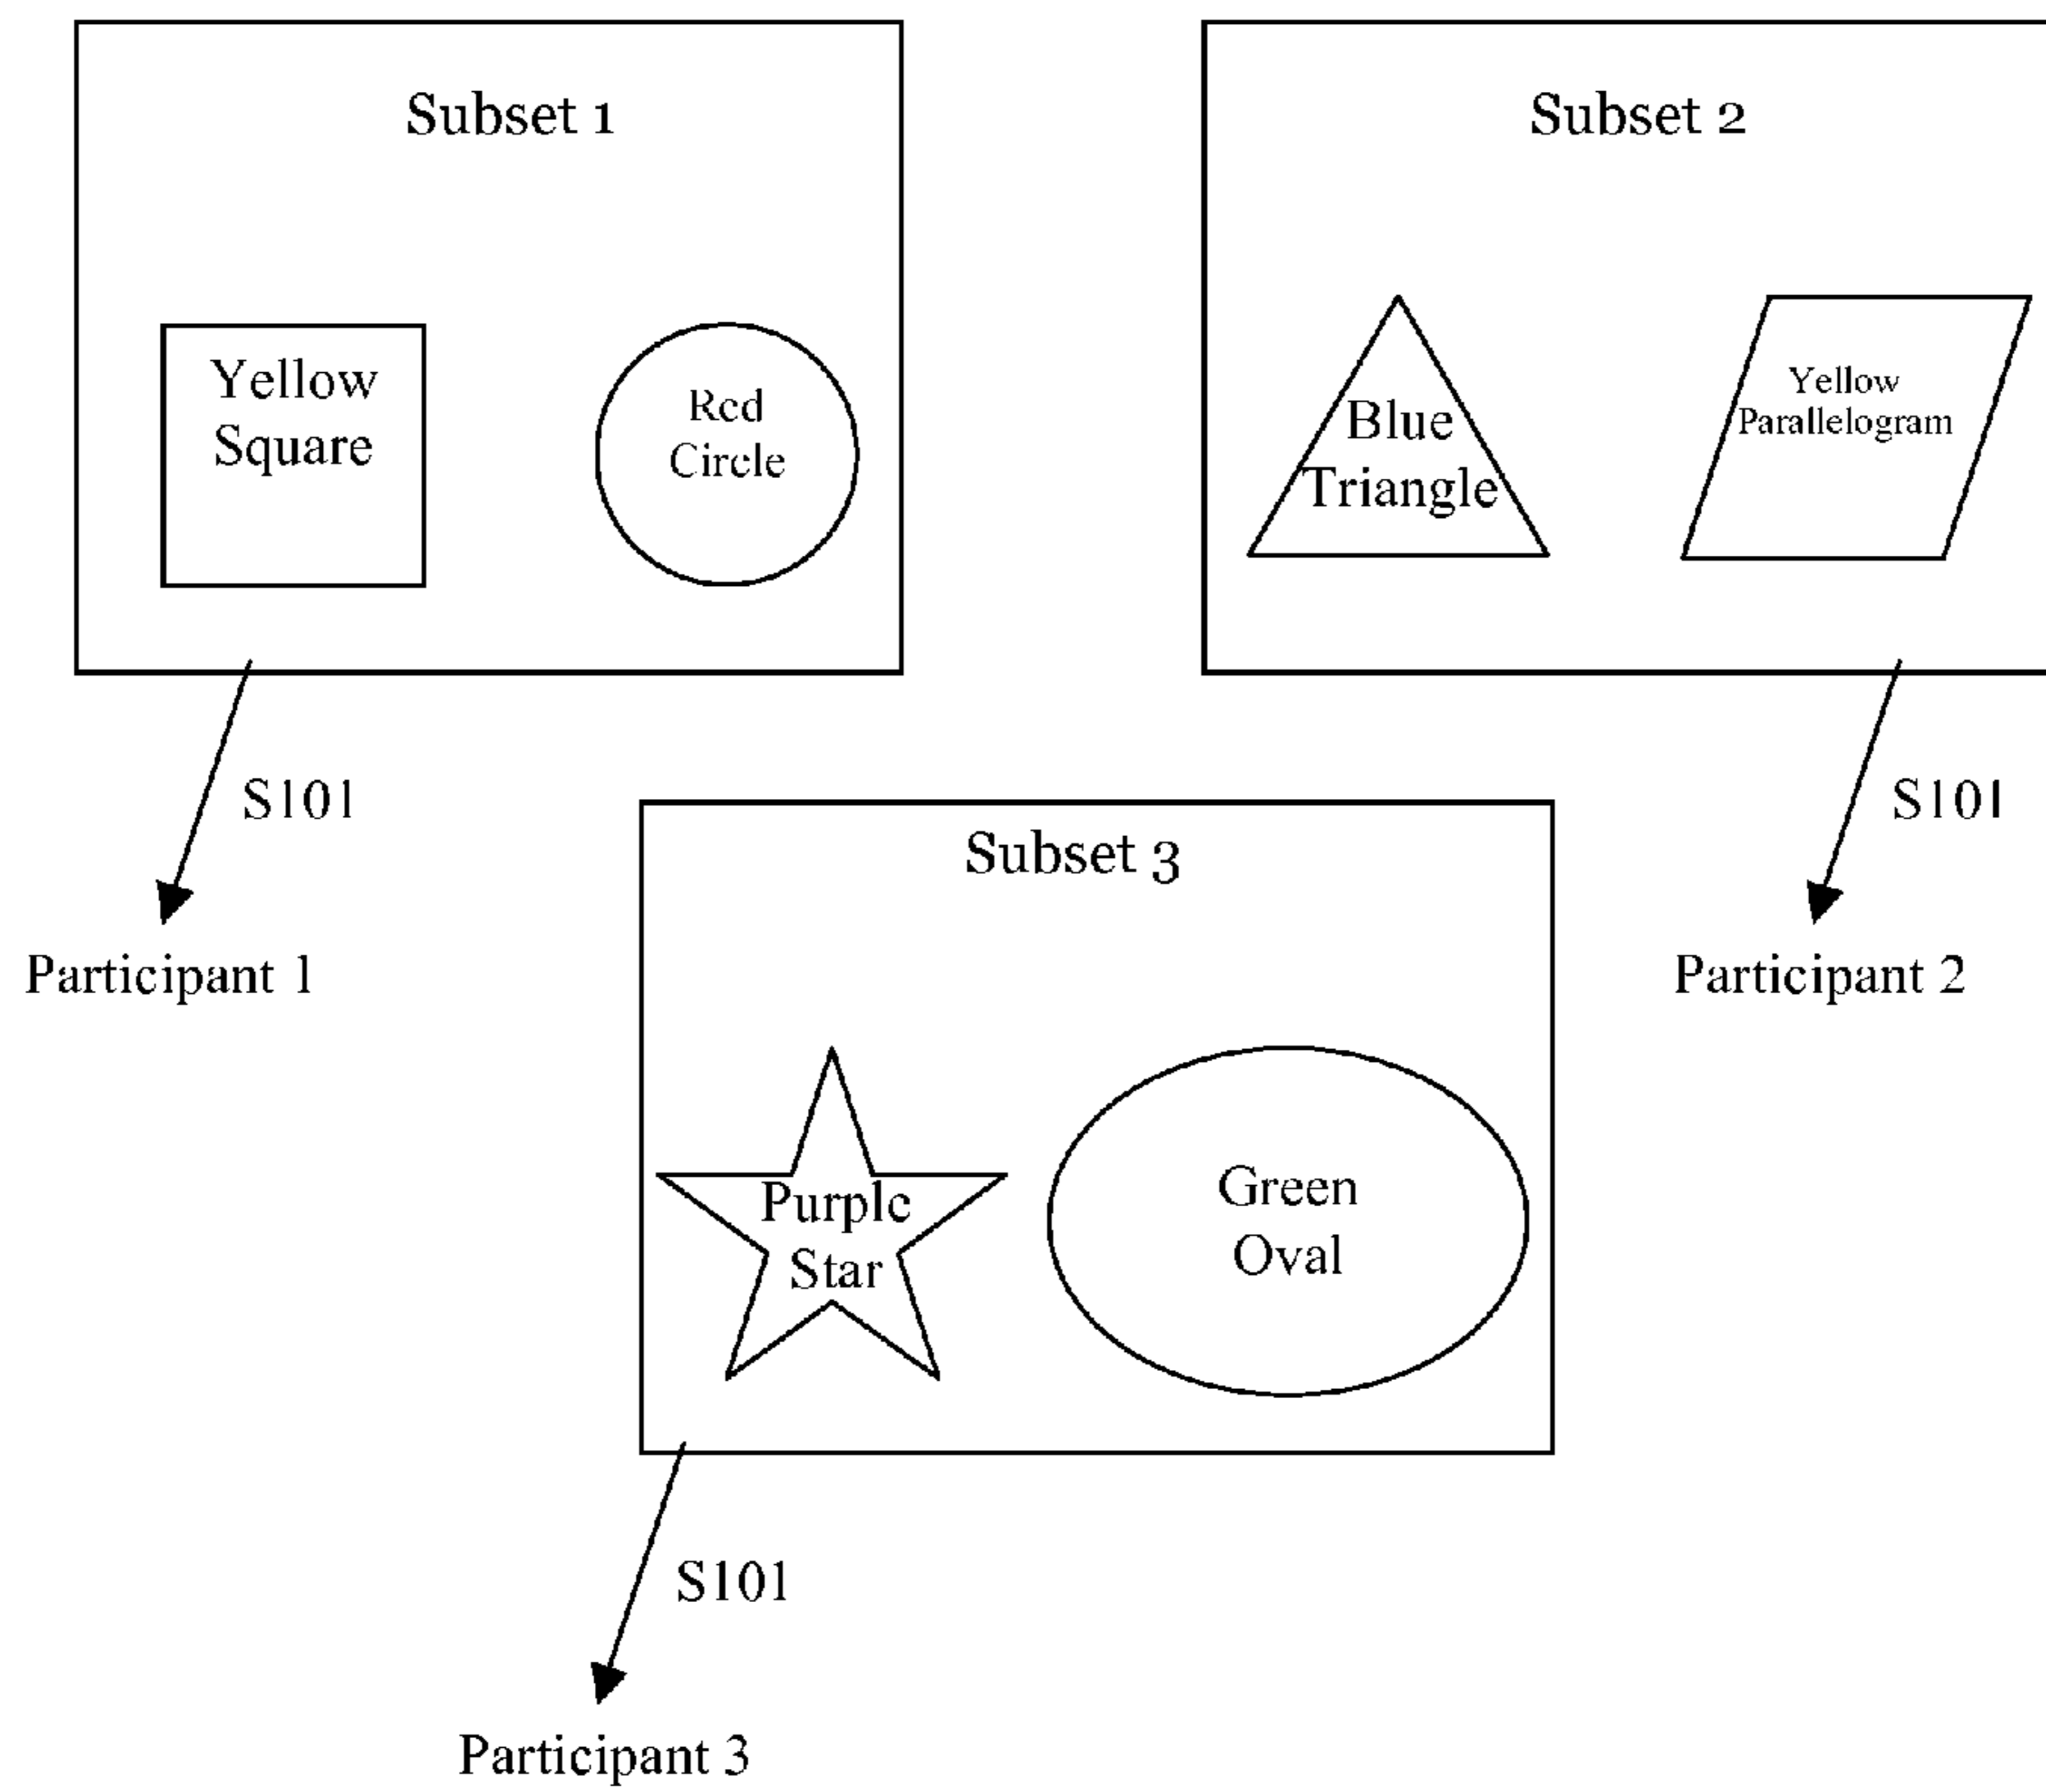 Subset 1
Yellow
Square
Red
Circle
S101
Participant 1
Subset 2
Blue
Triangle
Yellow
Parallelogram
S101
Participant 2
Subset 3
Purple
Star
Green
Oval
S101
Participant 3